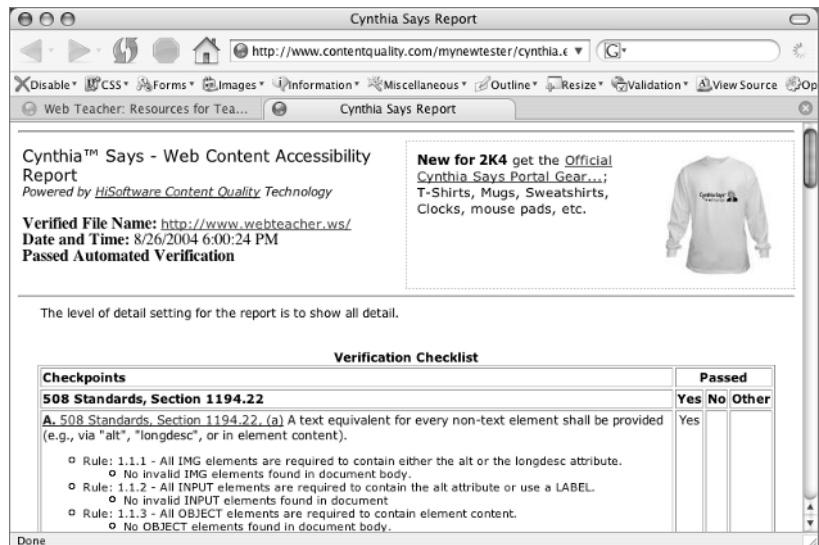 Cynthia Says Report
http://www.contentquality.com/mynewtester/cynthia.e
G
Disable CSS Forms Images Information Miscellaneous Outline Resize Validation View Source Op
Web Teacher: Resources for Tea...
Cynthia Says Report
Cynthia™ Says - Web Content Accessibility
Report
Powered by HiSoftware Content Quality Technology
Verified File Name: http://www.webteacher.ws/
Date and Time: 8/26/2004 6:00:24 PM
Passed Automated Verification
New for 2K4 get the Official
Cynthia Says Portal Gear...;
T-Shirts, Mugs, Sweatshirts,
Clocks, mouse pads, etc.
The level of detail setting for the report is to show all detail.
Verification Checklist
Checkpoints Passed
508 Standards, Section 1194.22 Yes No Other
A. 508 Standards, Section 1194.22, (a) A text equivalent for every non-text element shall be provided Yes
(e.g., via "alt", "longdesc", or in element content).
Rule: 1.1.1 - All IMG elements are required to contain either the alt or the longdesc attribute.
No invalid IMG elements found in document body.
Rule: 1.1.2 - All INPUT elements are required to contain the alt attribute or use a LABEL.
No invalid INPUT elements found in document
Rule: 1.1.3 - All OBJECT elements are required to contain element content.
No OBJECT elements found in document body.
Done